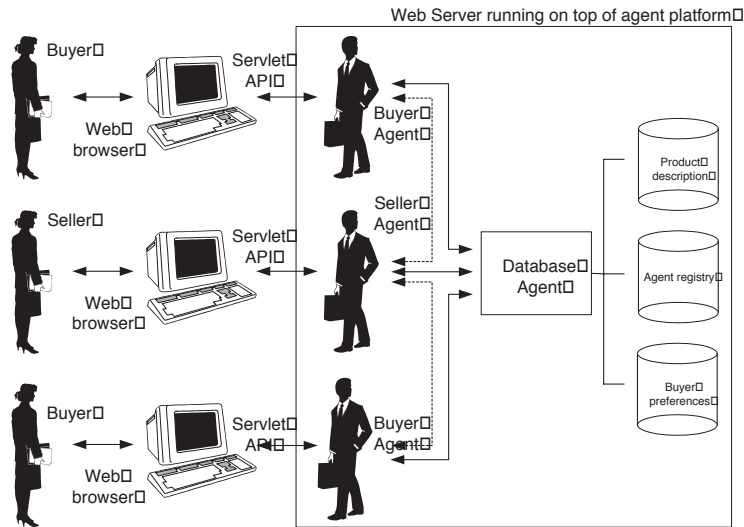 Web Server running on top of agent platform
Buyer
Servlet
API
Web
browser
Buyer
Agent
Product
description
Seller
Servlet
API
Web
browser
Seller
Agent
Database
Agent
Agent registry
Buyer
Servlet
API
Web
browser
Buyer
Agent
Buyer
preferences